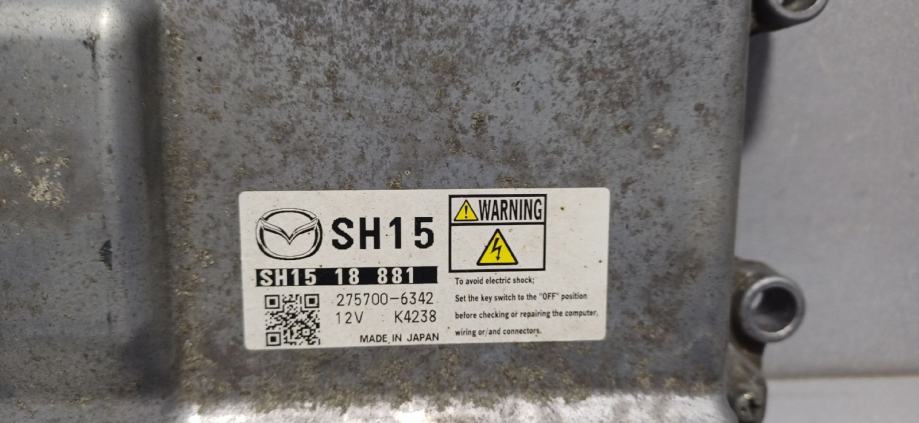 SH15
SH15 18 881
275700-6342
12V K4238
MADE IN JAPAN
WARNING
To avoid electric shock;
Set the key switch to the "OFF" position
before checking or repairing the computer,
wiring or/and connectors.